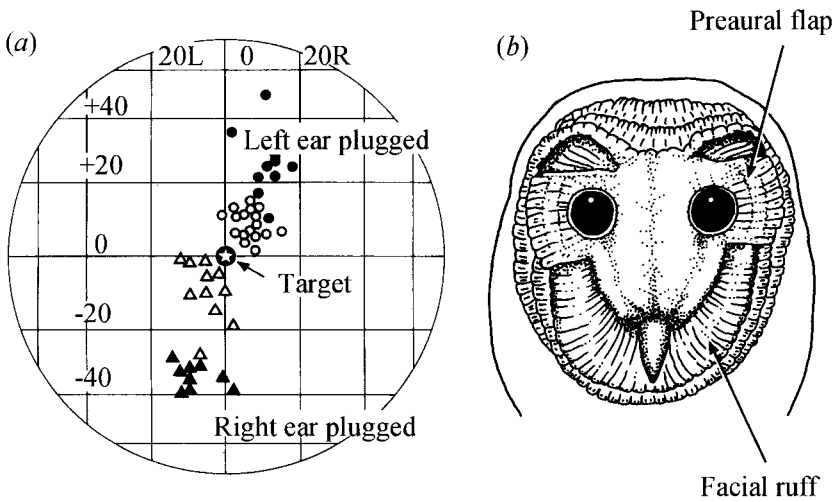 (a)
20L 0 20R
+40
Left ear plugged
+20
0
Target
-20
-40
Right ear plugged
(b)
Preaural flap
Facial ruff